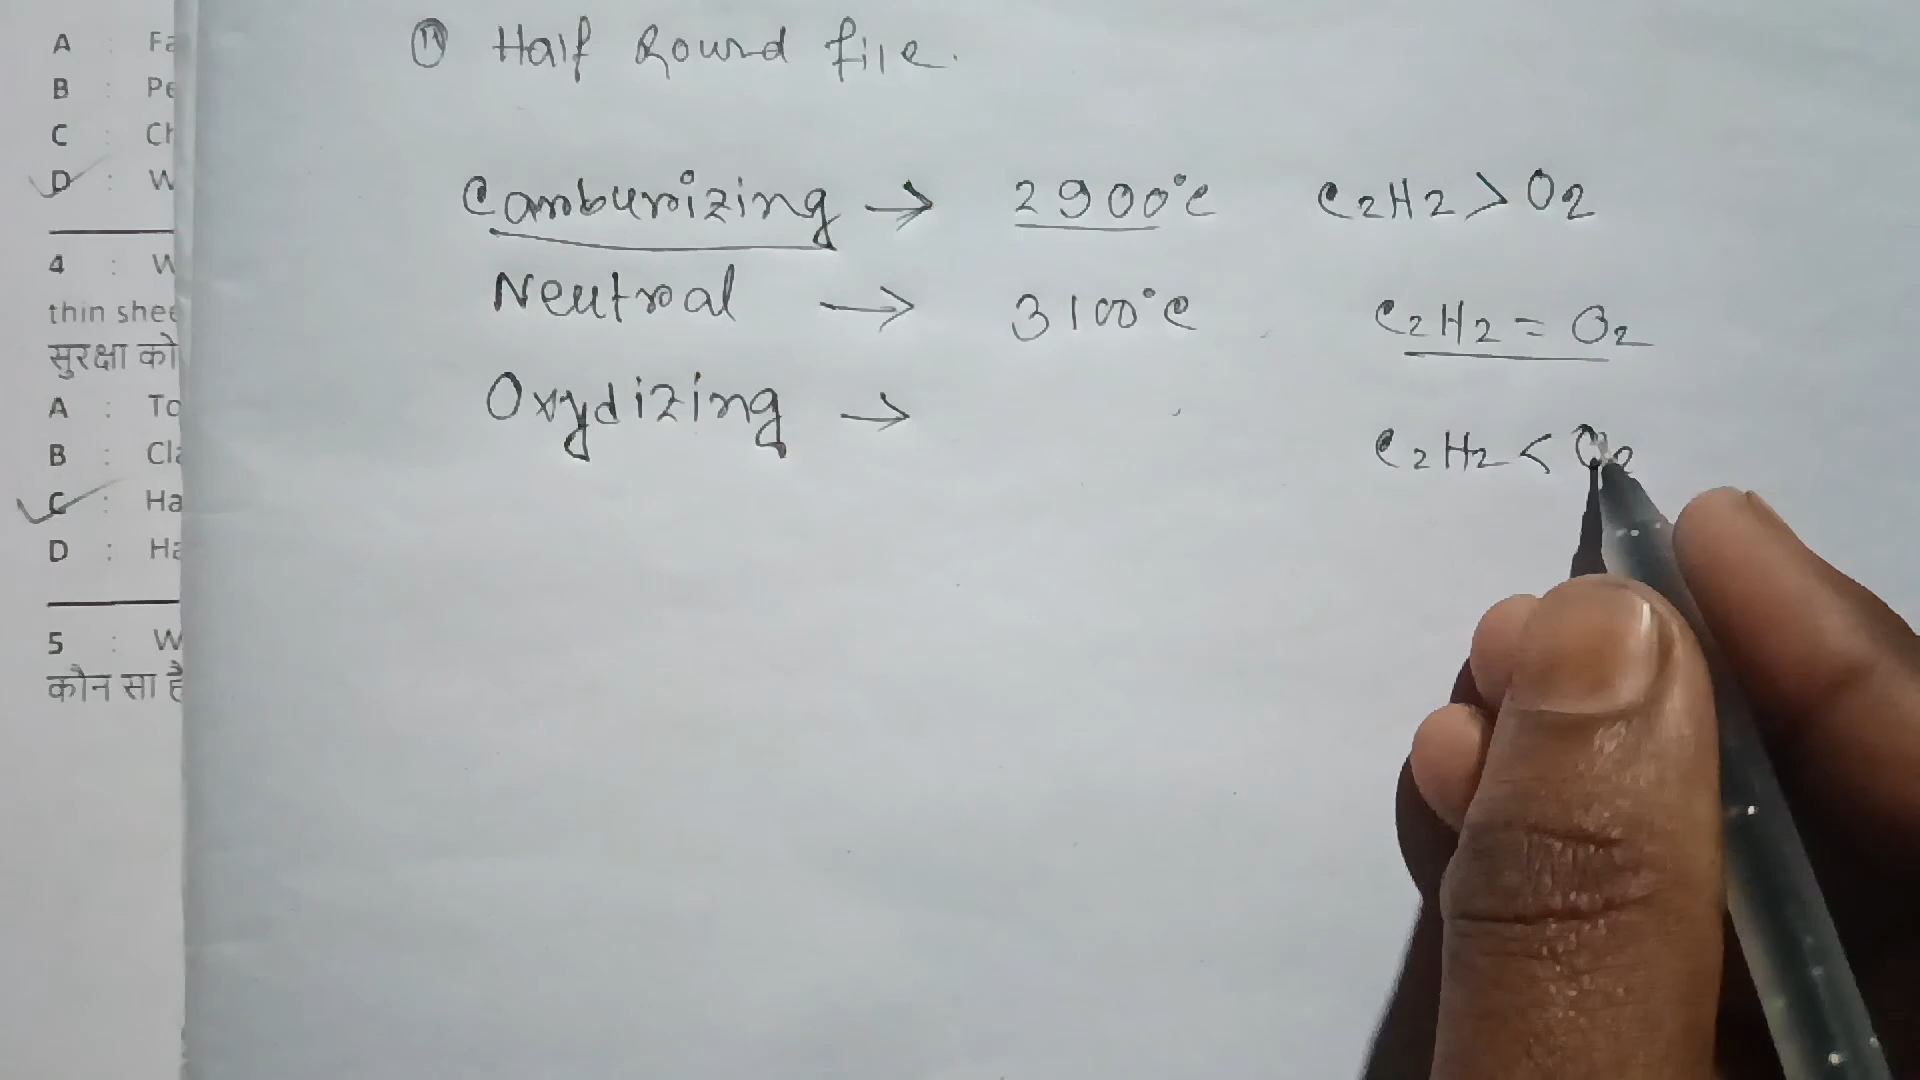 A : Fa
B : Pe
C : Ch
D : W
4 : W
thin shee
सुरक्षा को
A : To
B : Cla
C : Ha
D : Ha
5 : W
कौन सा है
11 Half Round file.
Carburizing → 2900°C C2H2 > O2
Neutral → 3100°C C2H2 = O2
Oxydizing → C2H2 < O2